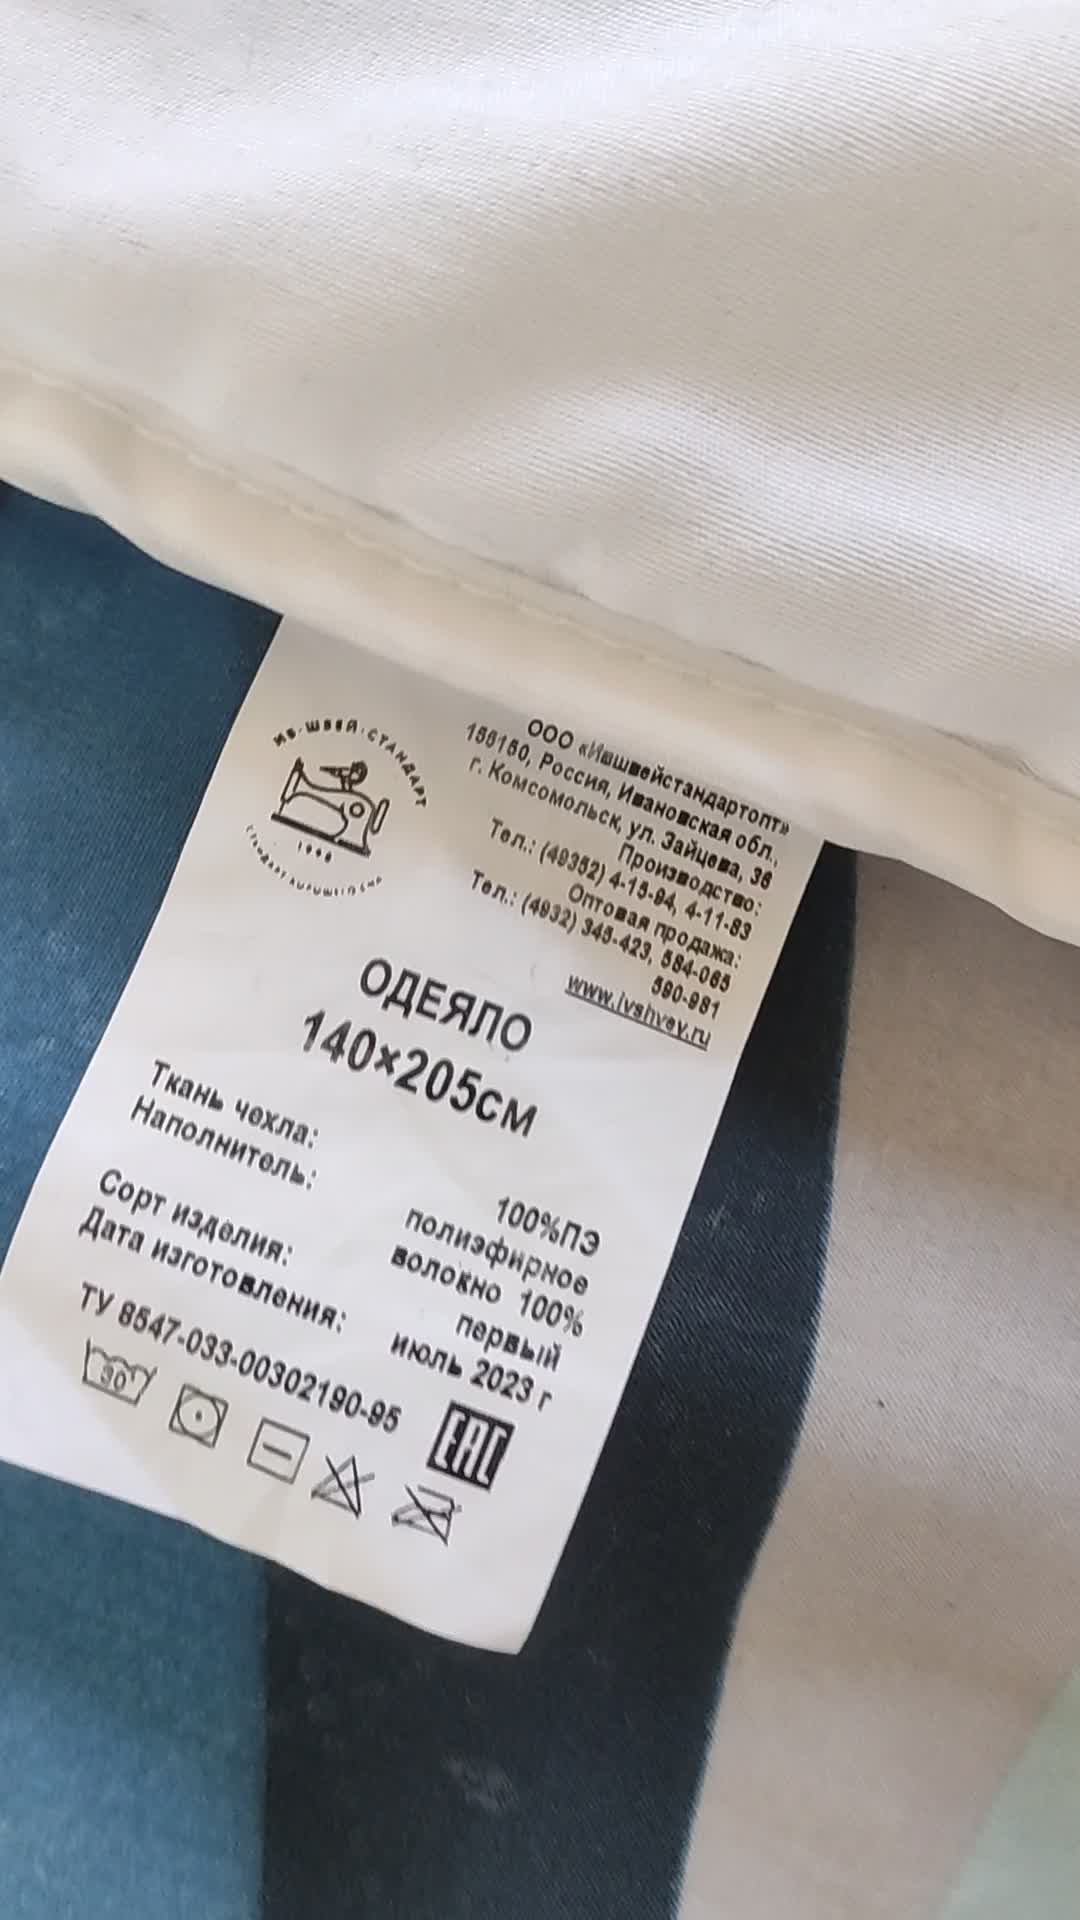 ИВ·ШВЕЙ·СТАНДАРТ
1998
ООО «Ившвейстандартопт»
155150, Россия, Ивановская обл.,
г. Комсомольск, ул. Зайцева, 36
Производство:
Тел.: (49352) 4-15-94, 4-11-83
Оптовая продажа:
Тел.: (4932) 345-423, 584-065
590-981
www.ivshvey.ru
ОДЕЯЛО
140×205см
Ткань чехла: 100%ПЭ
Наполнитель: полиэфирное
волокно 100%
Сорт изделия: первый
Дата изготовления: июль 2023 г
ТУ 8547-033-00302190-95
30°
EAC